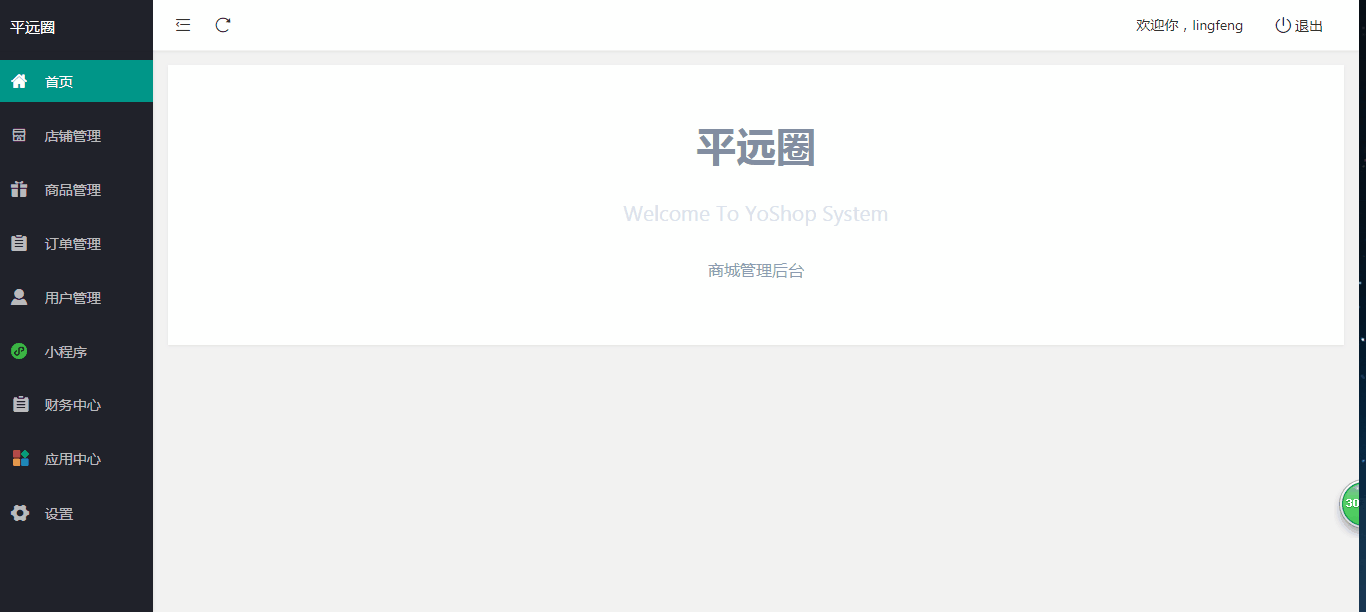 平远圈
欢迎你，lingfeng
退出
首页
店铺管理
商品管理
订单管理
用户管理
小程序
财务中心
应用中心
设置
平远圈
Welcome To YoShop System
商城管理后台
30